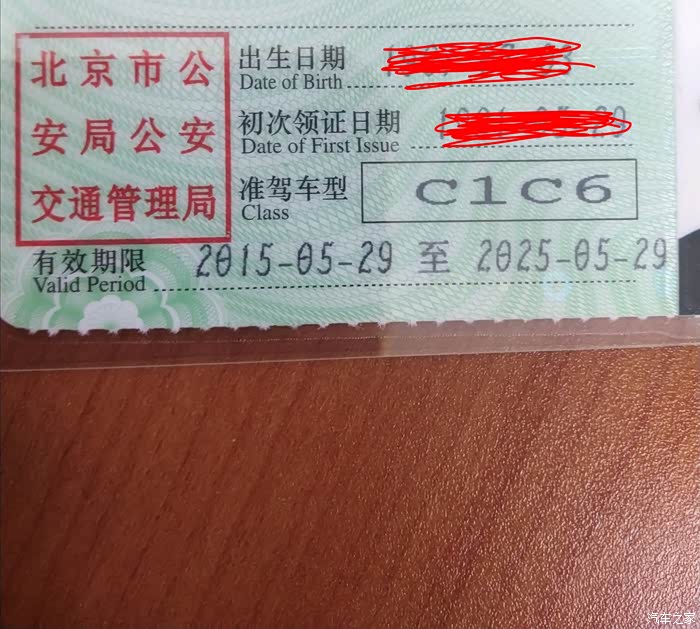 北京市公
安局公安
交通管理局
出生日期
Date of Birth
初次领证日期
Date of First Issue
准驾车型 C1C6
Class
有效期限 2015-05-29 至 2025-05-29
Valid Period
汽车之家